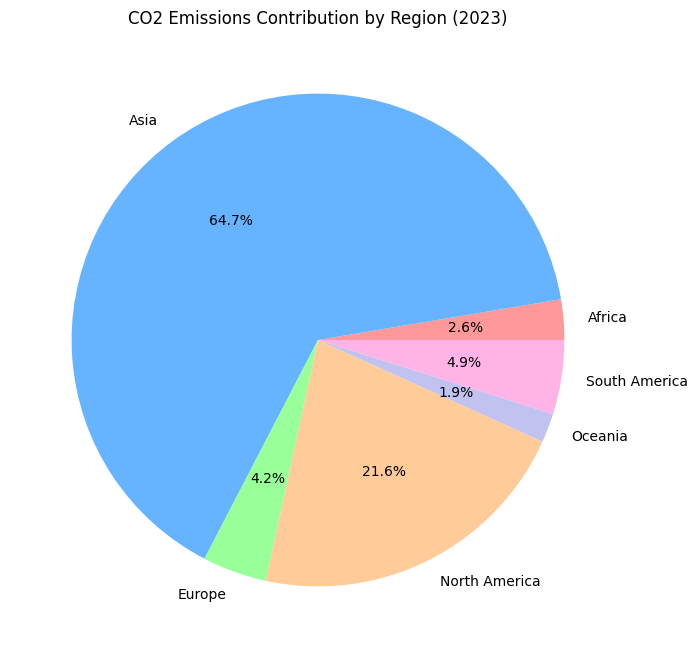 CO2 Emissions Contribution by Region (2023)
Asia
64.7%
Africa
2.6%
4.9%
South America
1.9%
Oceania
21.6%
4.2%
North America
Europe